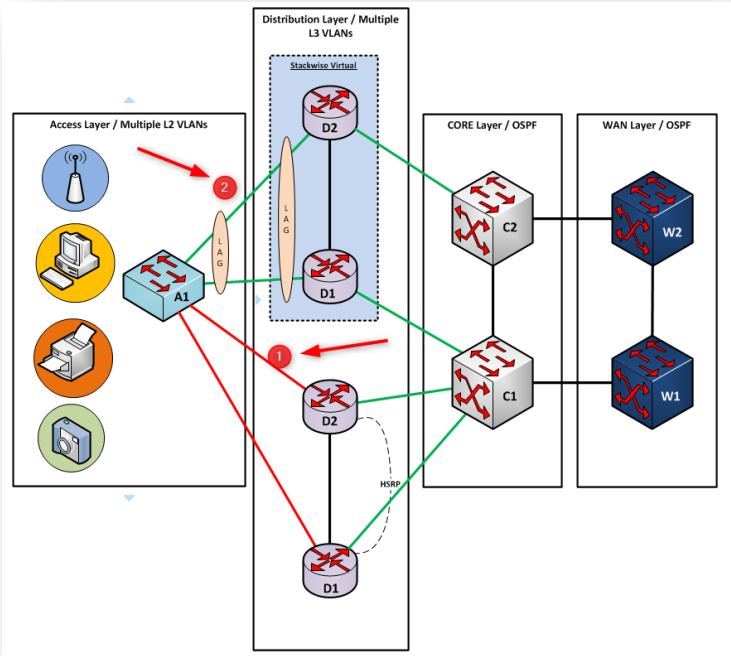 Distribution Layer / Multiple
L3 VLANs
Stackwise Virtual
D2
Access Layer / Multiple L2 VLANs
CORE Layer / OSPF
WAN Layer / OSPF
2
LAG
LAG
C2
W2
A1
D1
1
C1
W1
D2
HSRP
D1